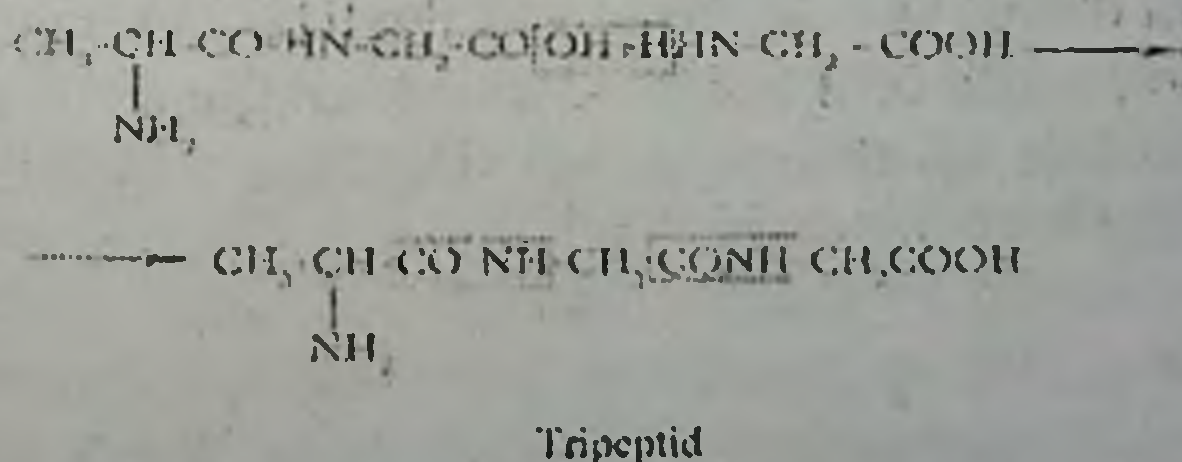 CH₃-CH-CO-HN-CH₂-CO OH + H HN-CH₂-COOH
NH₂
CH₃-CH-CO NH-CH₂ CONH CH₂COOH
NH₂
Tripeptid